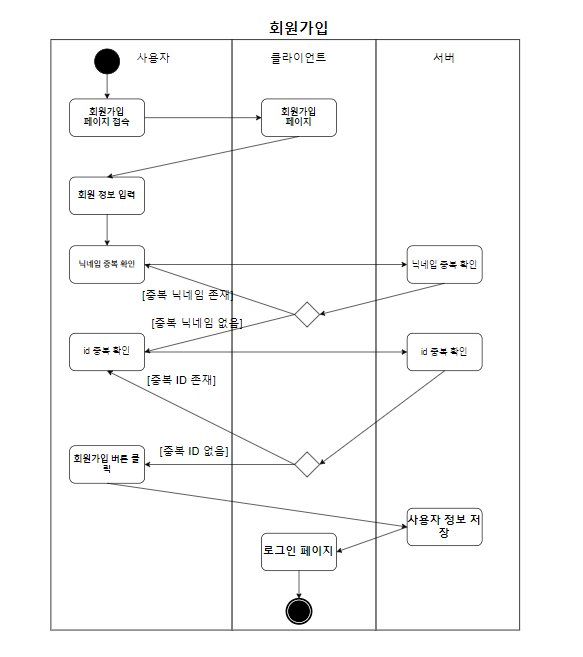 회원가입
사용자
클라이언트
서버
회원가입
페이지 접속
회원가입
페이지
회원 정보 입력
닉네임 중복 확인
닉네임 중복 확인
[중복 닉네임 존재]
[중복 닉네임 없음]
id 중복 확인
id 중복 확인
[중복 ID 존재]
[중복 ID 없음]
회원가입 버튼 클
릭
사용자 정보 저
장
로그인 페이지